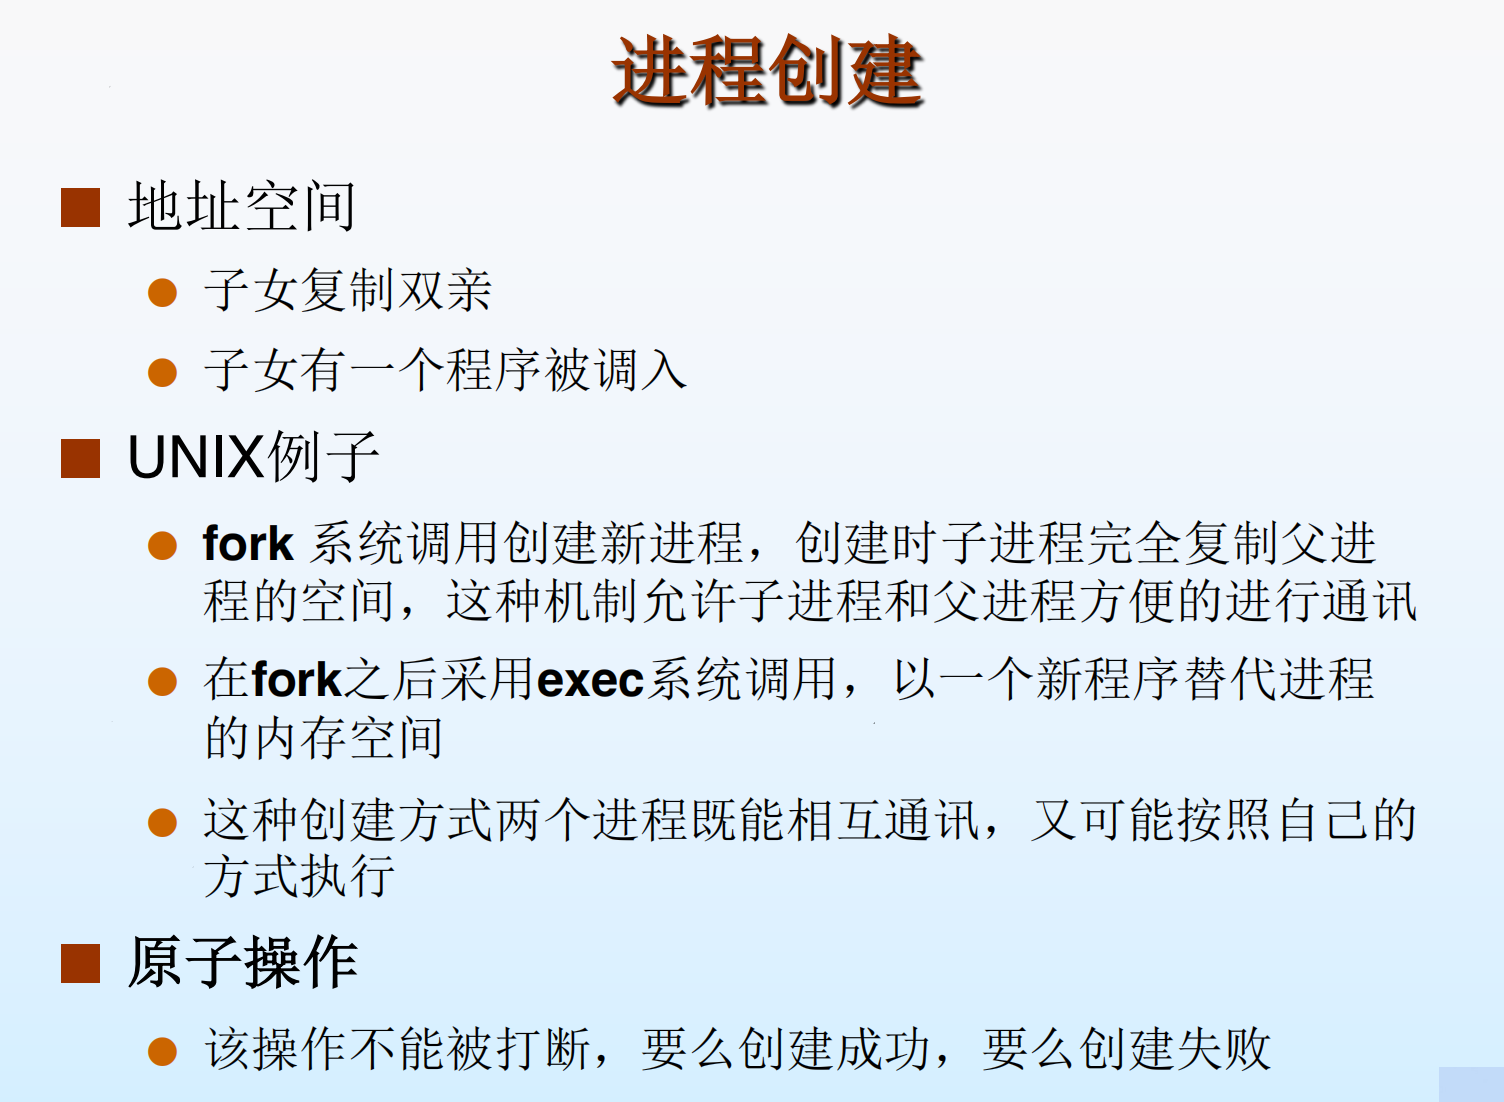 进程创建
地址空间
子女复制双亲
子女有一个程序被调入
UNIX例子
fork 系统调用创建新进程，创建时子进程完全复制父进
程的空间，这种机制允许子进程和父进程方便的进行通讯
在fork之后采用exec系统调用，以一个新程序替代进程
的内存空间
这种创建方式两个进程既能相互通讯，又可能按照自己的
方式执行
原子操作
该操作不能被打断，要么创建成功，要么创建失败